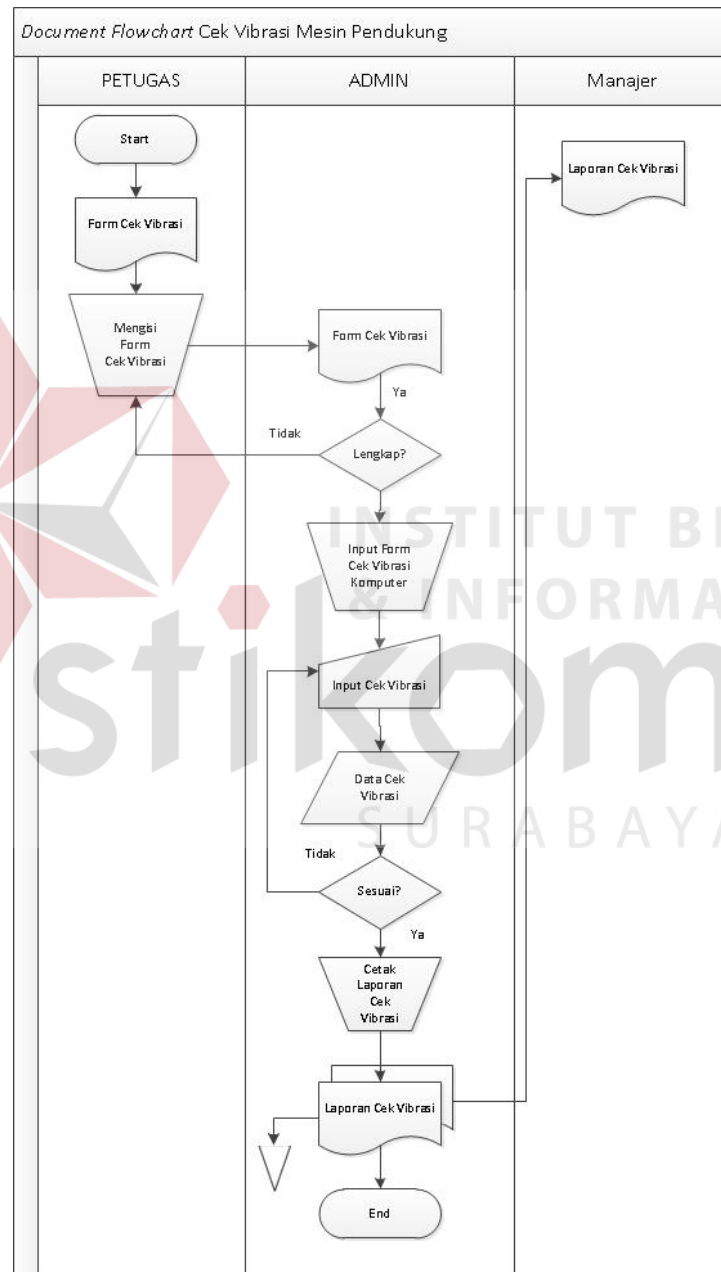 Document Flowchart Cek Vibrasi Mesin Pendukung
PETUGAS
ADMIN
Manajer
Start
Laporan Cek Vibrasi
Form Cek Vibrasi
Mengisi
Form
Cek Vibrasi
Form Cek Vibrasi
Ya
Tidak
Lengkap?
INSTITUT BI
Input Form
Cek Vibrasi
Komputer
& INFORMA
stikom
Input Cek Vibrasi
Data Cek
Vibrasi
SURABAYA
Tidak
Sesuai?
Ya
Cetak
Laporan
Cek
Vibrasi
Laporan Cek Vibrasi
End